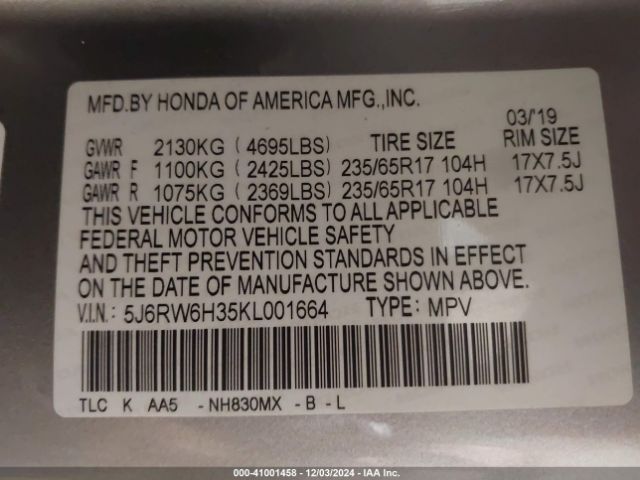 MFD.BY HONDA OF AMERICA MFG.,INC.
03/'19
GVWR 2130KG ( 4695LBS) TIRE SIZE RIM SIZE
GAWR F 1100KG ( 2425LBS) 235/65R17 104H 17X7.5J
GAWR R 1075KG ( 2369LBS) 235/65R17 104H 17X7.5J
THIS VEHICLE CONFORMS TO ALL APPLICABLE
FEDERAL MOTOR VEHICLE SAFETY
AND THEFT PREVENTION STANDARDS IN EFFECT
ON THE DATE OF MANUFACTURE SHOWN ABOVE.
V.I.N.: 5J6RW6H35KL001664 TYPE: MPV
TLC K AA5 -NH830MX -B -L
000-41001458 - 12/03/2024 - IAA Inc.